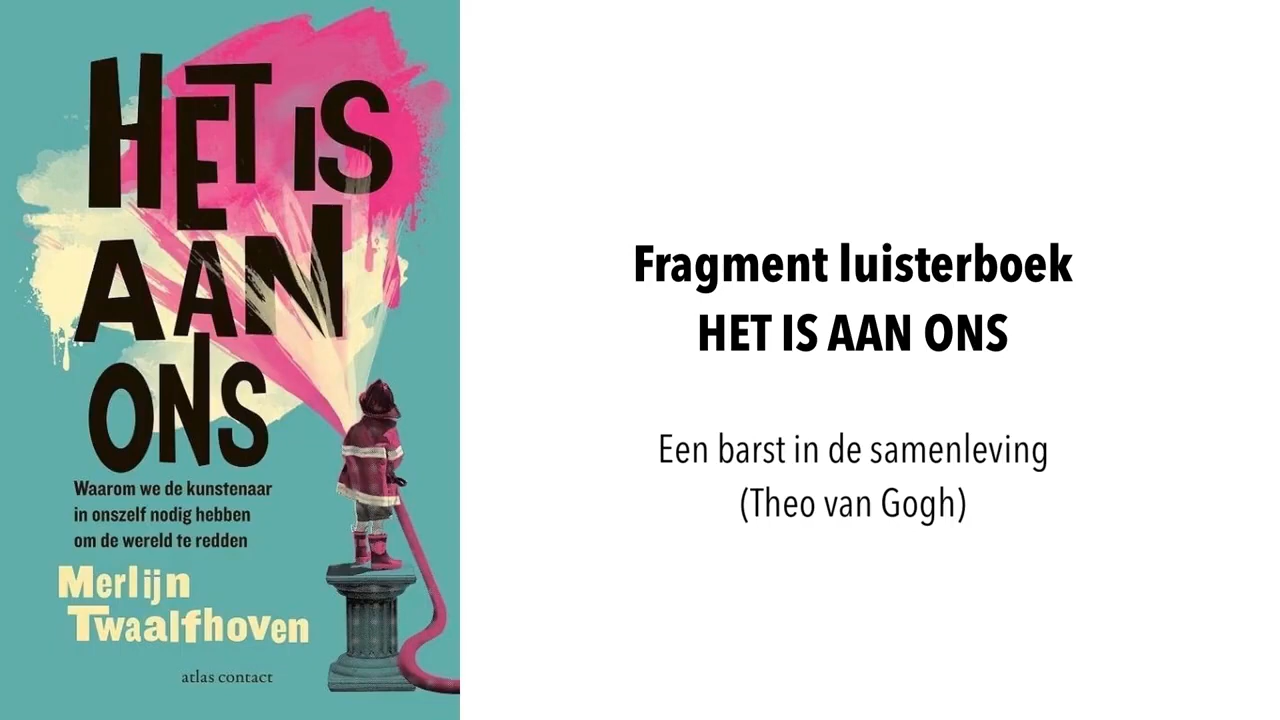 HET IS
AAN
ONS
Waarom we de kunstenaar
in onszelf nodig hebben
om de wereld te redden
Merlijn
Twaalfhoven
atlas contact
Fragment luisterboek
HET IS AAN ONS
Een barst in de samenleving
(Theo van Gogh)